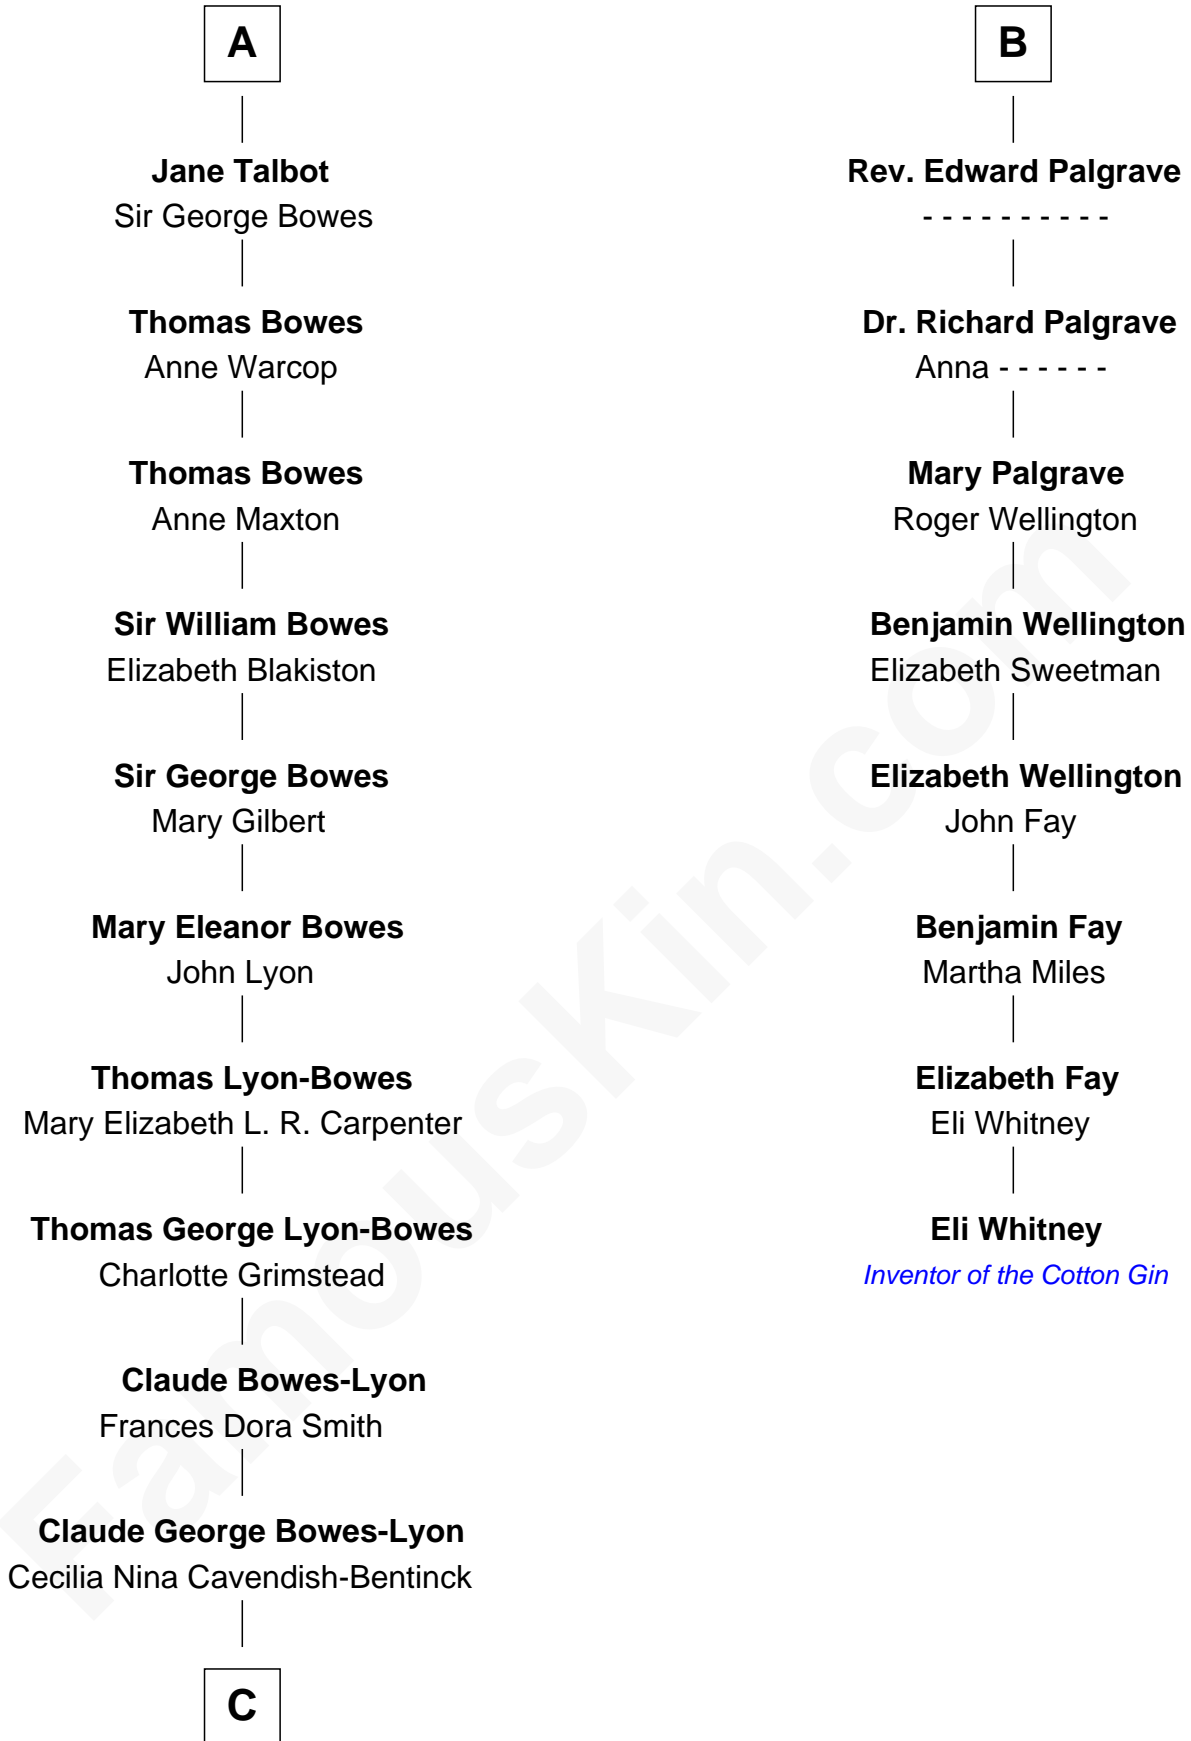 A
Jane Talbot
Sir George Bowes
Thomas Bowes
Anne Warcop
Thomas Bowes
Anne Maxton
Sir William Bowes
Elizabeth Blakiston
Sir George Bowes
Mary Gilbert
Mary Eleanor Bowes
John Lyon
Thomas Lyon-Bowes
Mary Elizabeth L. R. Carpenter
Thomas George Lyon-Bowes
Charlotte Grimstead
Claude Bowes-Lyon
Frances Dora Smith
Claude George Bowes-Lyon
Cecilia Nina Cavendish-Bentinck
C
B
Rev. Edward Palgrave
- - - - - - - - - -
Dr. Richard Palgrave
Anna - - - - - -
Mary Palgrave
Roger Wellington
Benjamin Wellington
Elizabeth Sweetman
Elizabeth Wellington
John Fay
Benjamin Fay
Martha Miles
Elizabeth Fay
Eli Whitney
Eli Whitney
Inventor of the Cotton Gin
FamousKin.com